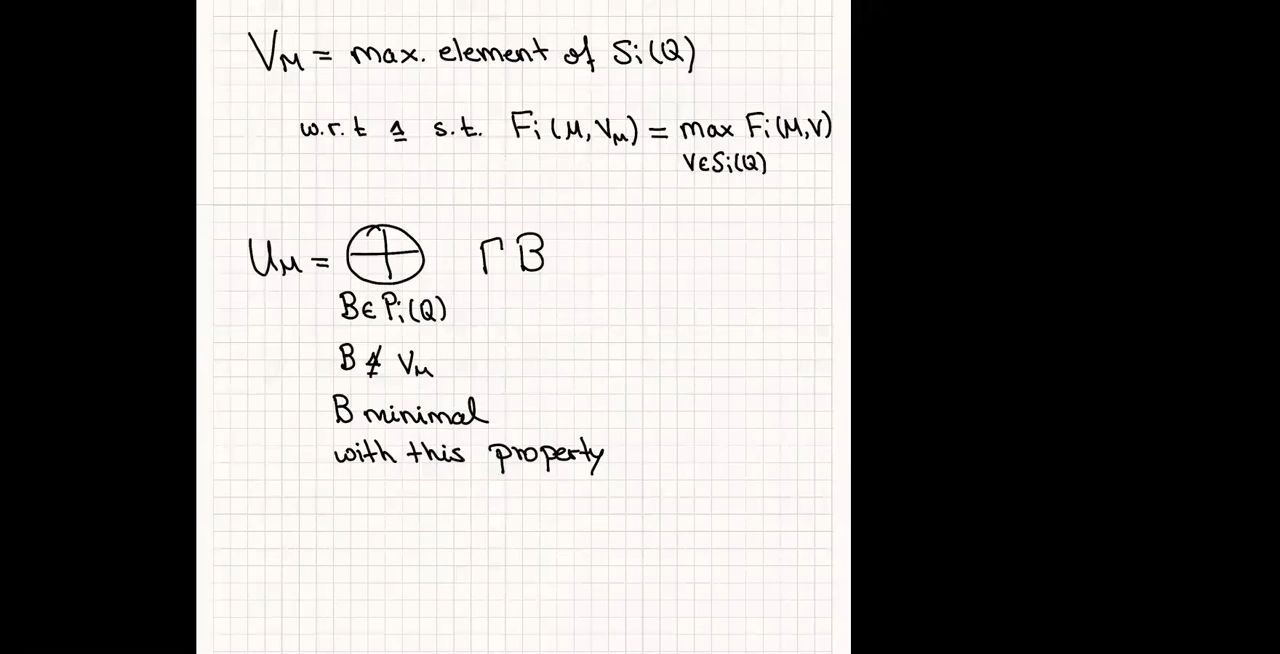 V_M = max. element of S_i(Q)
w.r.t ⊴ s.t. F_i(M,V_M) = max F_i(M,V)
V∈S_i(Q)
U_M = ⊕ ΓB
B∈P_i(Q)
B ⋬ V_M
B minimal
with this property